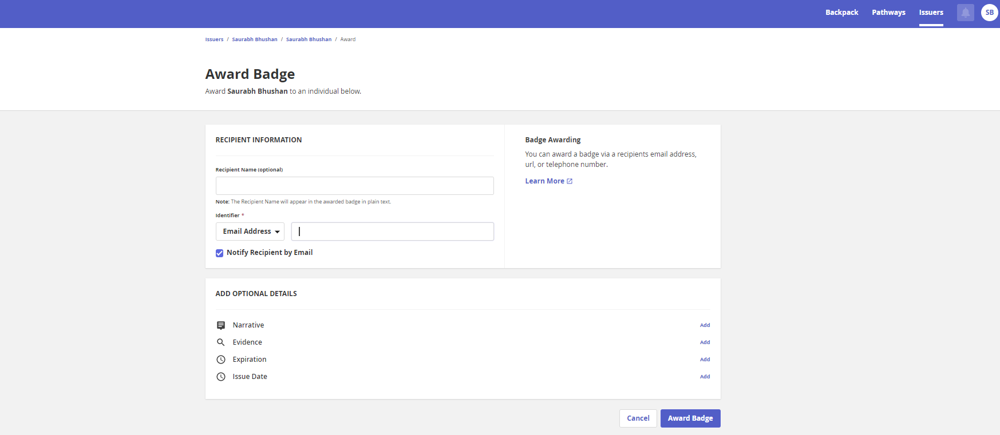 Backpack Pathways Issuers SB
Issuers / Saurabh Bhushan / Saurabh Bhushan / Award
Award Badge
Award Saurabh Bhushan to an individual below.
RECIPIENT INFORMATION
Recipient Name (optional)
Note: The Recipient Name will appear in the awarded badge in plain text.
Identifier *
Email Address
Notify Recipient by Email
Badge Awarding
You can award a badge via a recipients email address,
url, or telephone number.
Learn More
ADD OPTIONAL DETAILS
Narrative Add
Evidence Add
Expiration Add
Issue Date Add
Cancel Award Badge